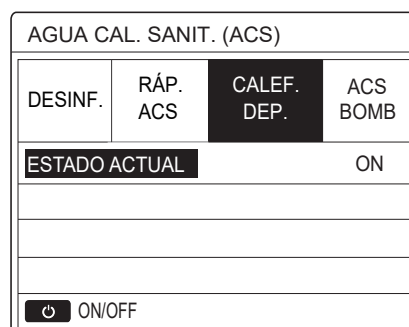 AGUA CAL. SANIT. (ACS)
DESINF.
RÁP.
ACS
CALEF.
DEP.
ACS
BOMB
ESTADO ACTUAL ON
ON/OFF